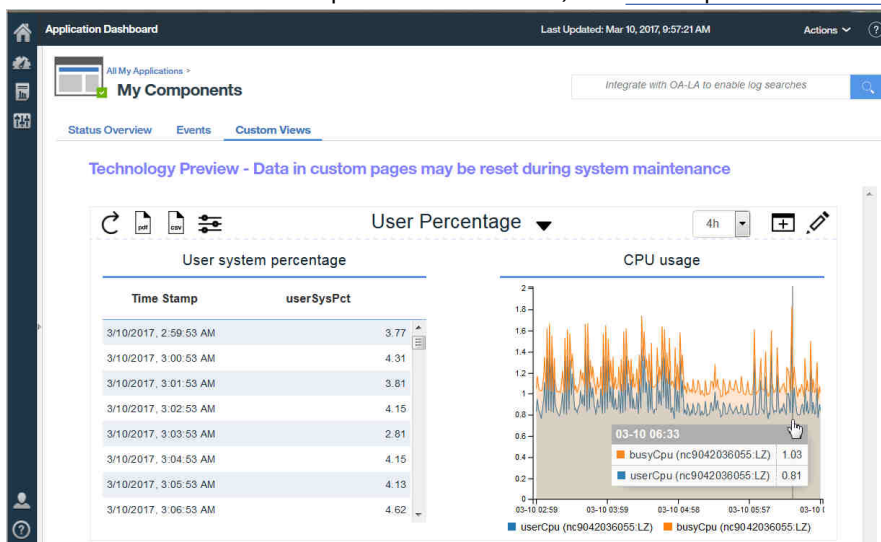 Application Dashboard Last Updated: Mar 10, 2017, 9:57:21 AM Actions ?
All My Applications >
My Components
Integrate with OA-LA to enable log searches
Status Overview Events Custom Views
Technology Preview - Data in custom pages may be reset during system maintenance
pdf csv User Percentage 4h
User system percentage
Time Stamp userSysPct
3/10/2017, 2:59:53 AM 3.77
3/10/2017, 3:00:53 AM 4.31
3/10/2017, 3:01:53 AM 3.81
3/10/2017, 3:02:53 AM 4.15
3/10/2017, 3:03:53 AM 2.81
3/10/2017, 3:04:53 AM 4.15
3/10/2017, 3:05:53 AM 4.13
3/10/2017, 3:06:53 AM 4.62
CPU usage
2
1.8
1.6
1.4
1.2
1
0.8
0.6
0.4
0.2
0
03-10 06:33
busyCpu (nc9042036055:LZ) 1.03
userCpu (nc9042036055:LZ) 0.81
03-10 02:59 03-10 03:59 03-10 04:58 03-10 05:57 03-10
userCpu (nc9042036055:LZ) busyCpu (nc9042036055:LZ)
?